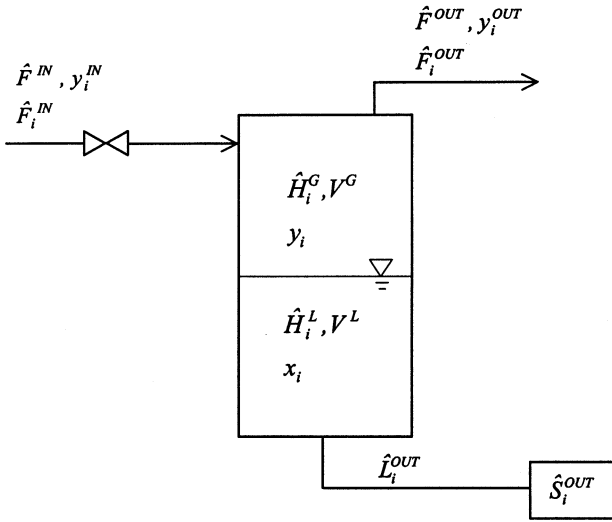 F̂^OUT, y_i^OUT
F̂_i^OUT
F̂^IN, y_i^IN
F̂_i^IN
Ĥ_i^G, V^G
y_i
Ĥ_i^L, V^L
x_i
L̂_i^OUT
Ŝ_i^OUT